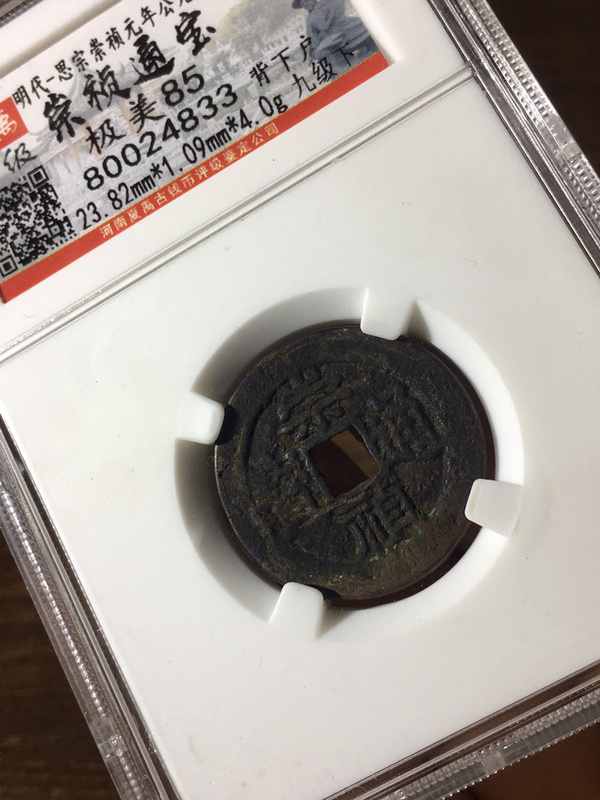 明代-思宗崇祯元年公元
崇祯通宝
级 极美85 背下户
80024833 九级下
23.82mm*1.09mm*4.0g
河南夏禹古钱币评级鉴定公司
崇祯通寳